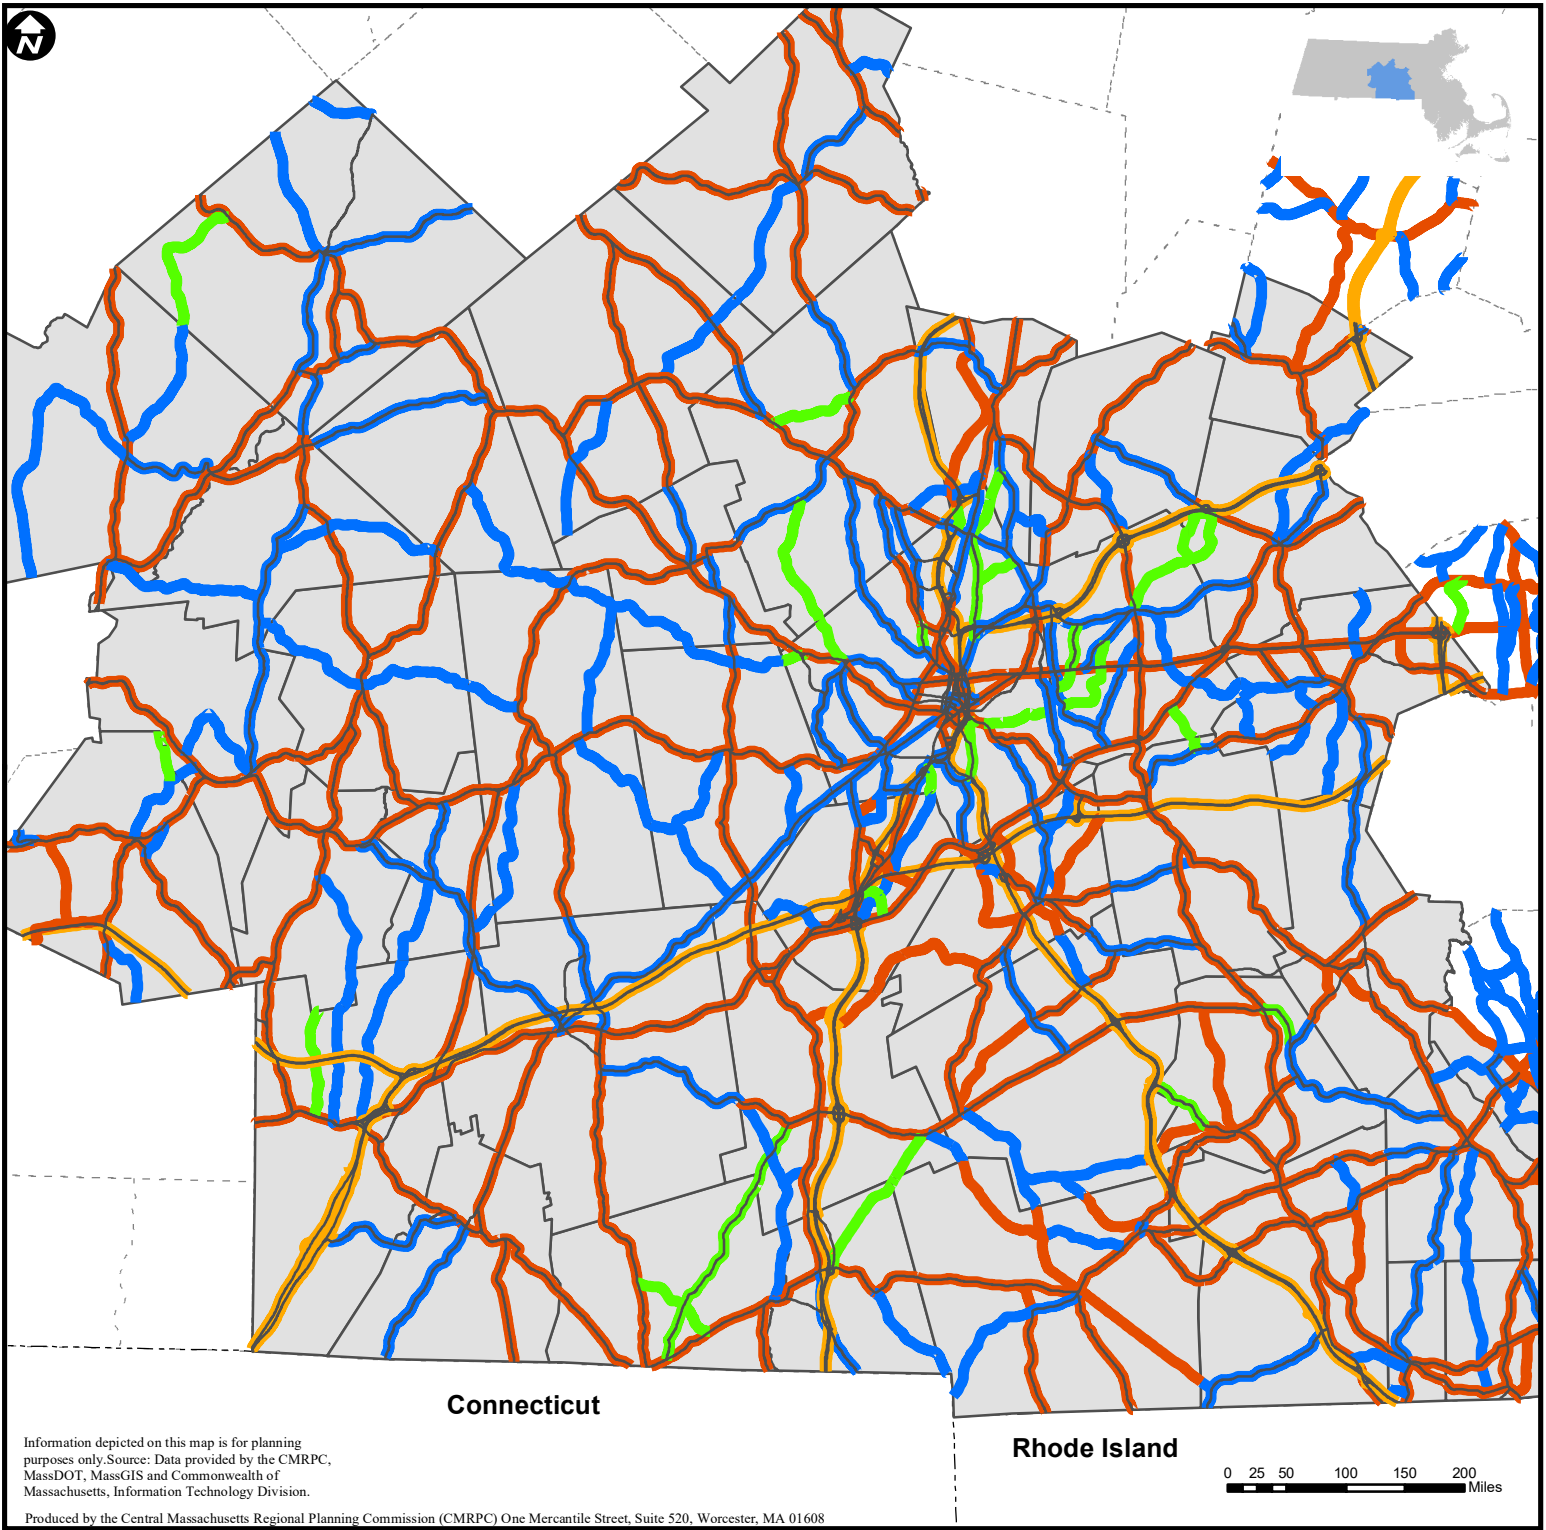 N
Connecticut
Rhode Island
Information depicted on this map is for planning
purposes only.Source: Data provided by the CMRPC,
MassDOT, MassGIS and Commonwealth of
Massachusetts, Information Technology Division.
0 25 50 100 150 200
Miles
Produced by the Central Massachusetts Regional Planning Commission (CMRPC) One Mercantile Street, Suite 520, Worcester, MA 01608